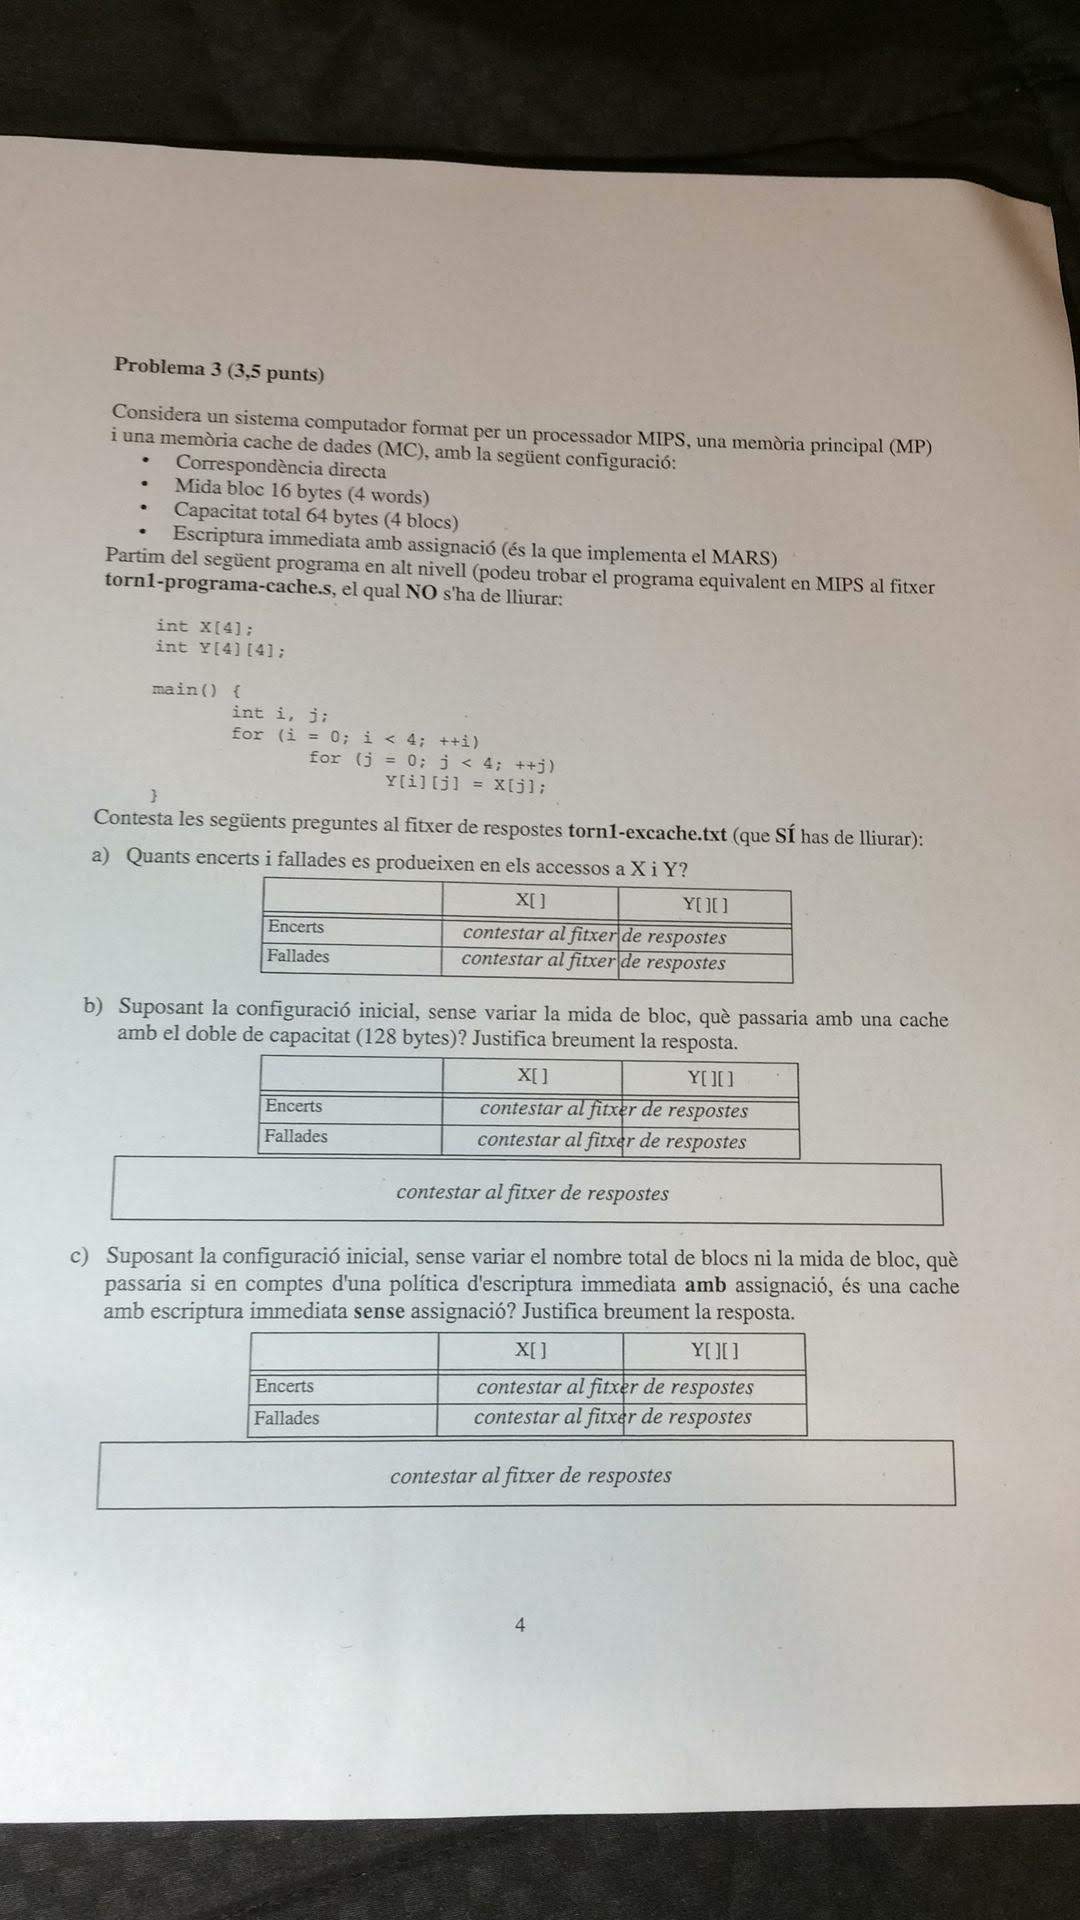 Problema 3 (3,5 punts)
Considera un sistema computador format per un processador MIPS, una memòria principal (MP)
i una memòria cache de dades (MC), amb la següent configuració:
• Correspondència directa
• Mida bloc 16 bytes (4 words)
• Capacitat total 64 bytes (4 blocs)
• Escriptura immediata amb assignació (és la que implementa el MARS)
Partim del següent programa en alt nivell (podeu trobar el programa equivalent en MIPS al fitxer
torn1-programa-cache.s, el qual NO s'ha de lliurar:
int X[4];
int Y[4][4];
main() {
int i, j;
for (i = 0; i < 4; ++i)
for (j = 0; j < 4; ++j)
Y[i][j] = X[j];
}
Contesta les següents preguntes al fitxer de respostes torn1-excache.txt (que SÍ has de lliurar):
a) Quants encerts i fallades es produeixen en els accessos a X i Y?
X[ ] Y[ ][ ]
Encerts contestar al fitxer de respostes
Fallades contestar al fitxer de respostes
b) Suposant la configuració inicial, sense variar la mida de bloc, què passaria amb una cache
amb el doble de capacitat (128 bytes)? Justifica breument la resposta.
X[ ] Y[ ][ ]
Encerts contestar al fitxer de respostes
Fallades contestar al fitxer de respostes
contestar al fitxer de respostes
c) Suposant la configuració inicial, sense variar el nombre total de blocs ni la mida de bloc, què
passaria si en comptes d'una política d'escriptura immediata amb assignació, és una cache
amb escriptura immediata sense assignació? Justifica breument la resposta.
X[ ] Y[ ][ ]
Encerts contestar al fitxer de respostes
Fallades contestar al fitxer de respostes
contestar al fitxer de respostes
4